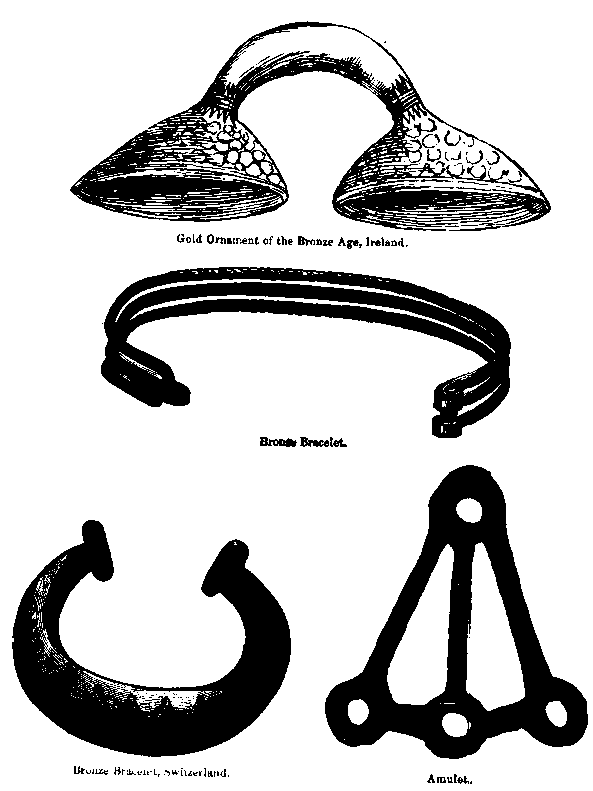 Gold Ornament of the Bronze Age, Ireland.
Bronze Bracelet.
Bronze Bracelet, Switzerland.
Amulet.